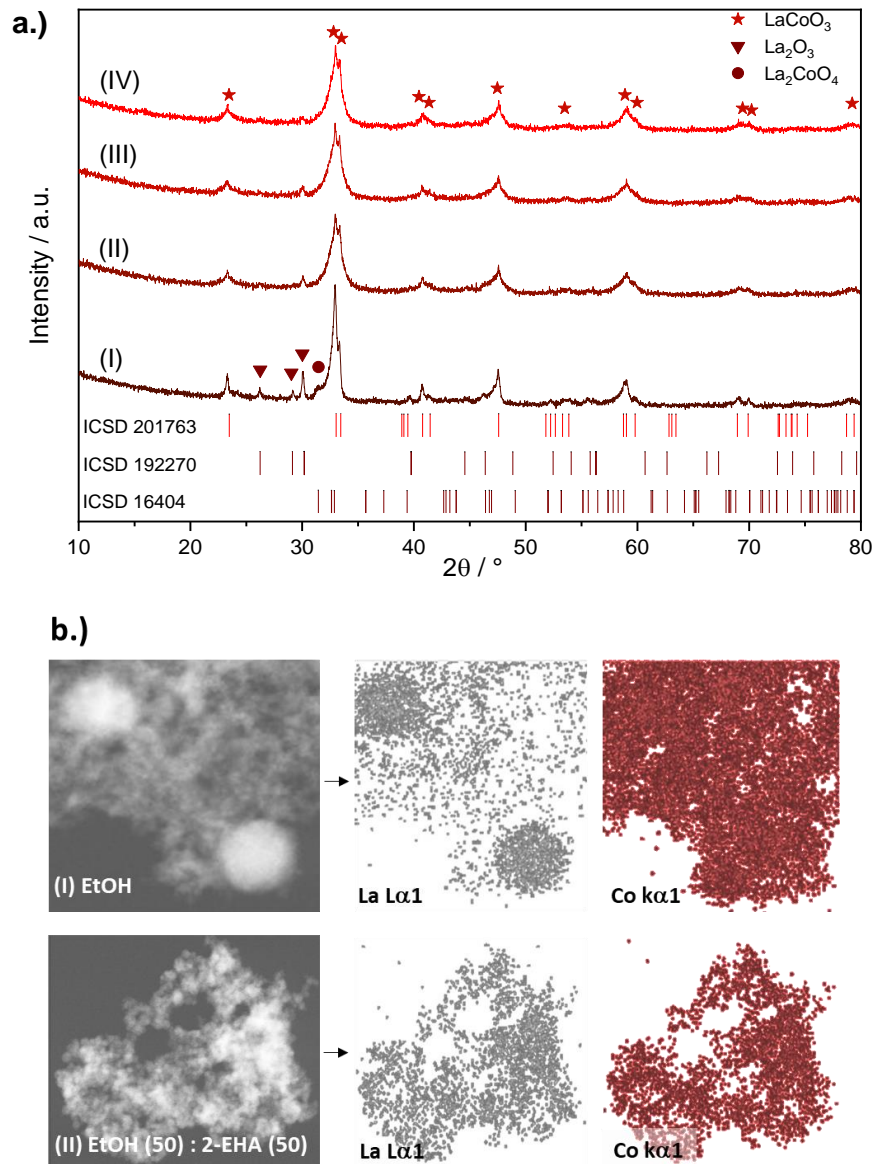 a.)
★ LaCoO₃
▼ La₂O₃
● La₂CoO₄
(IV)
(III)
(II)
(I)
Intensity / a.u.
ICSD 201763
ICSD 192270
ICSD 16404
10 20 30 40 50 60 70 80
2θ / °
b.)
(I) EtOH
La Lα1
Co kα1
(II) EtOH (50) : 2-EHA (50)
La Lα1
Co kα1